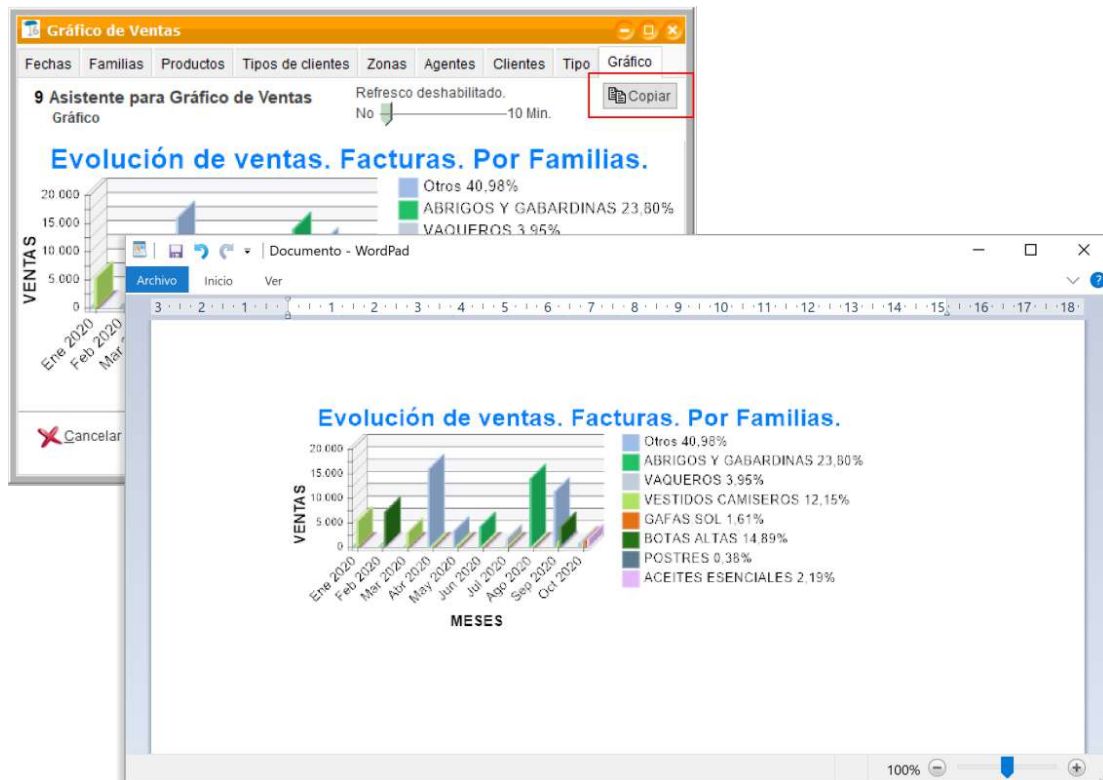 Gráfico de Ventas
Fechas Familias Productos Tipos de clientes Zonas Agentes Clientes Tipo Gráfico
9 Asistente para Gráfico de Ventas
Gráfico
Refresco deshabilitado.
No 10 Min.
Copiar
Evolución de ventas. Facturas. Por Familias.
Otros 40,98%
ABRIGOS Y GABARDINAS 23,80%
VAQUEROS 3,95%
VENTAS
20.000
15.000
10.000
5.000
0
Ene 2020
Feb 2020
Mar
Cancelar
Documento - WordPad
Archivo Inicio Ver
3 2 1 1 2 3 4 5 6 7 8 9 10 11 12 13 14 15 16 17 18
Evolución de ventas. Facturas. Por Familias.
VENTAS
20.000
15.000
10.000
5.000
0
Ene 2020
Feb 2020
Mar 2020
Abr 2020
May 2020
Jun 2020
Jul 2020
Ago 2020
Sep 2020
Oct 2020
MESES
Otros 40,98%
ABRIGOS Y GABARDINAS 23,80%
VAQUEROS 3,95%
VESTIDOS CAMISEROS 12,15%
GAFAS SOL 1,61%
BOTAS ALTAS 14,89%
POSTRES 0,38%
ACEITES ESENCIALES 2,19%
100%